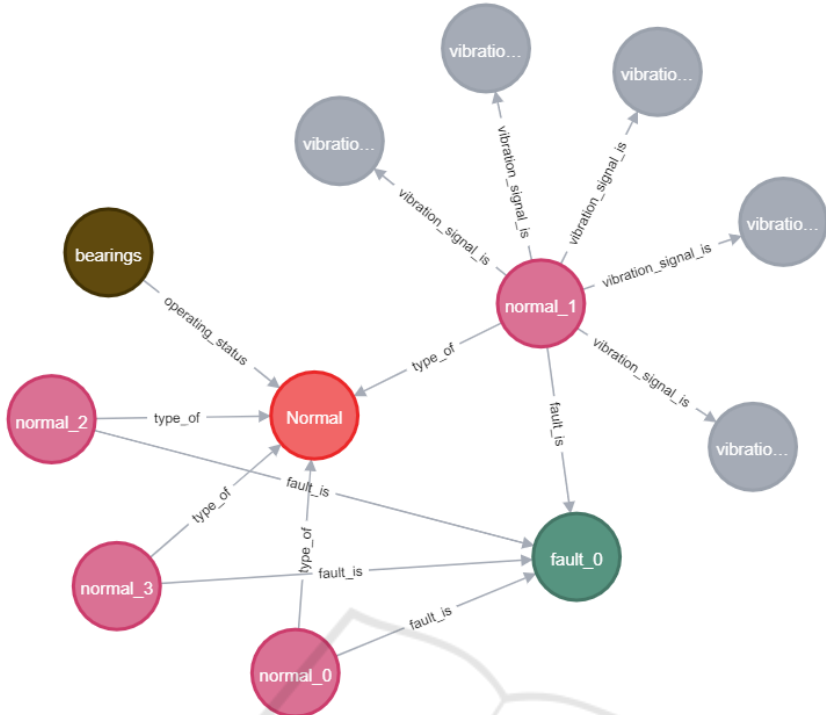 vibratio...
vibratio...
vibratio...
vibration_signal_is
vibration_signal_is
vibration_signal_is
vibratio...
bearings
vibration_signal_is
normal_1
operating_status
vibration_signal_is
type_of
normal_2
type_of
Normal
fault_is
vibratio...
fault_is
type_of
type_of
fault_0
normal_3
fault_is
fault_is
normal_0